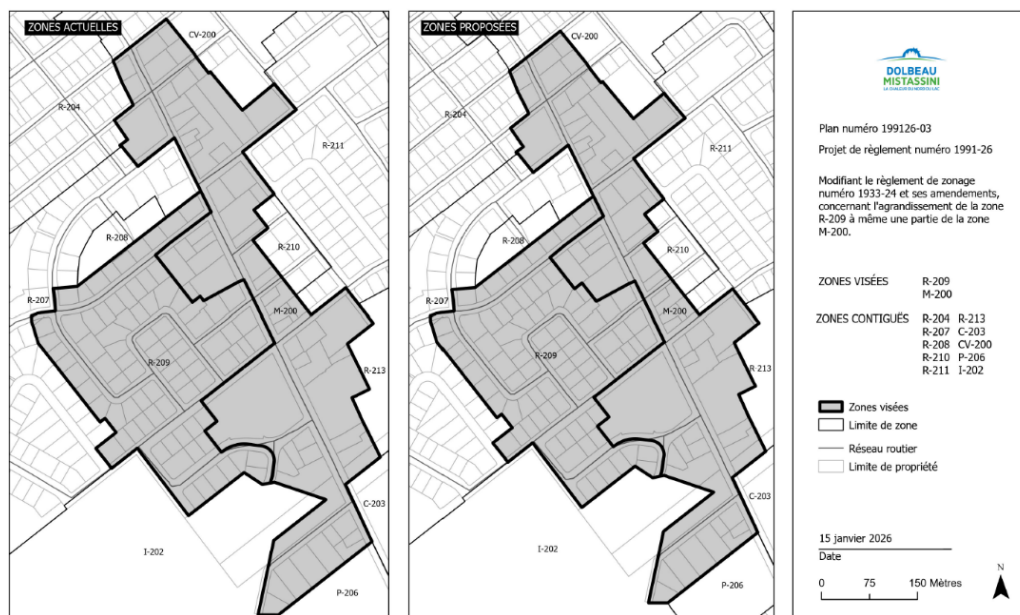 ZONES ACTUELLES
CV-200
R-204
R-211
R-208
R-210
R-207
M-200
R-209
R-213
C-203
I-202
P-206
ZONES PROPOSÉES
CV-200
R-204
R-211
R-208
R-210
R-207
M-200
R-209
R-213
C-203
I-202
P-206
DOLBEAU
MISTASSINI
Plan numéro 199126-03
Projet de règlement numéro 1991-26
Modifiant le règlement de zonage
numéro 1933-24 et ses amendements,
concernant l'agrandissement de la zone
R-209 à même une partie de la zone
M-200.
ZONES VISÉES R-209
M-200
ZONES CONTIGUËS R-204 R-213
R-207 C-203
R-208 CV-200
R-210 P-206
R-211 I-202
Zones visées
Limite de zone
Réseau routier
Limite de propriété
15 janvier 2026
Date
N
0 75 150 Mètres